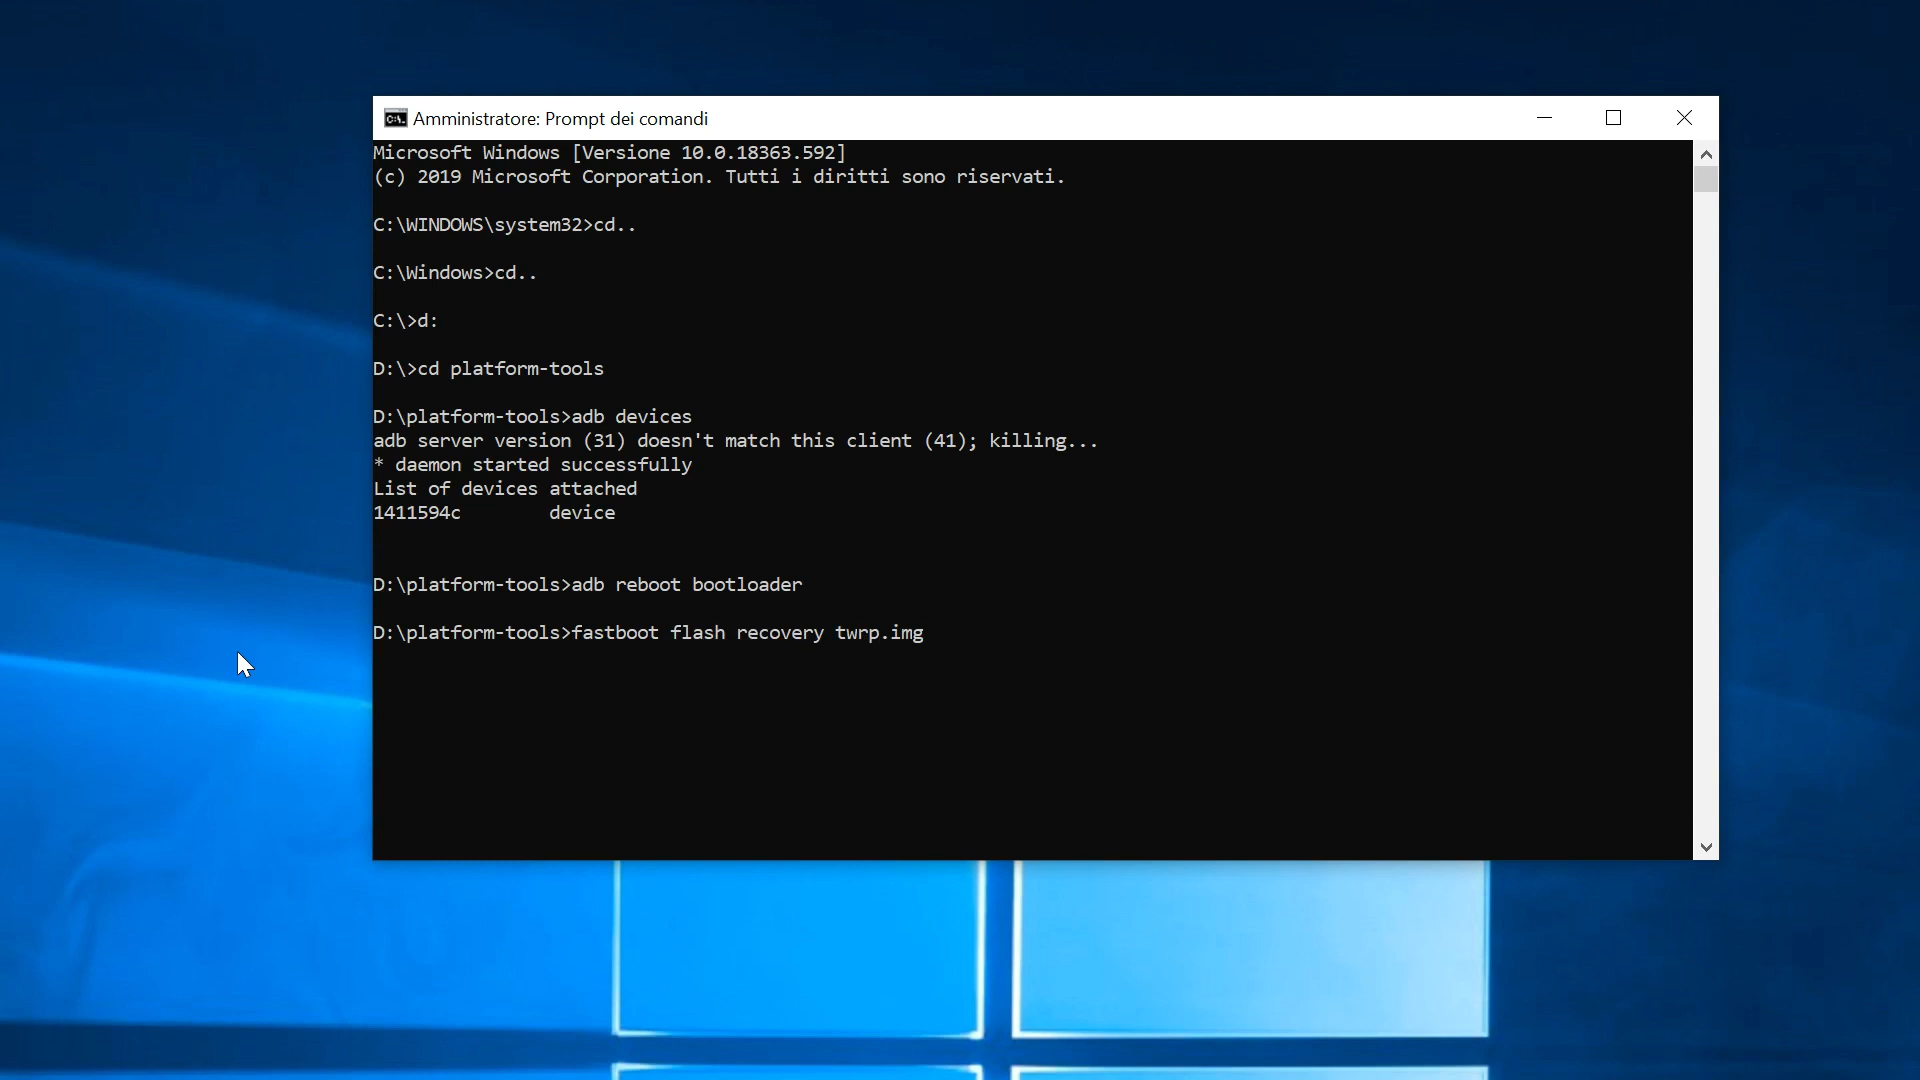 Amministratore: Prompt dei comandi
Microsoft Windows [Versione 10.0.18363.592]
(c) 2019 Microsoft Corporation. Tutti i diritti sono riservati.
C:\WINDOWS\system32>cd..
C:\Windows>cd..
C:\>d:
D:\>cd platform-tools
D:\platform-tools>adb devices
adb server version (31) doesn't match this client (41); killing...
* daemon started successfully
List of devices attached
1411594c        device
D:\platform-tools>adb reboot bootloader
D:\platform-tools>fastboot flash recovery twrp.img